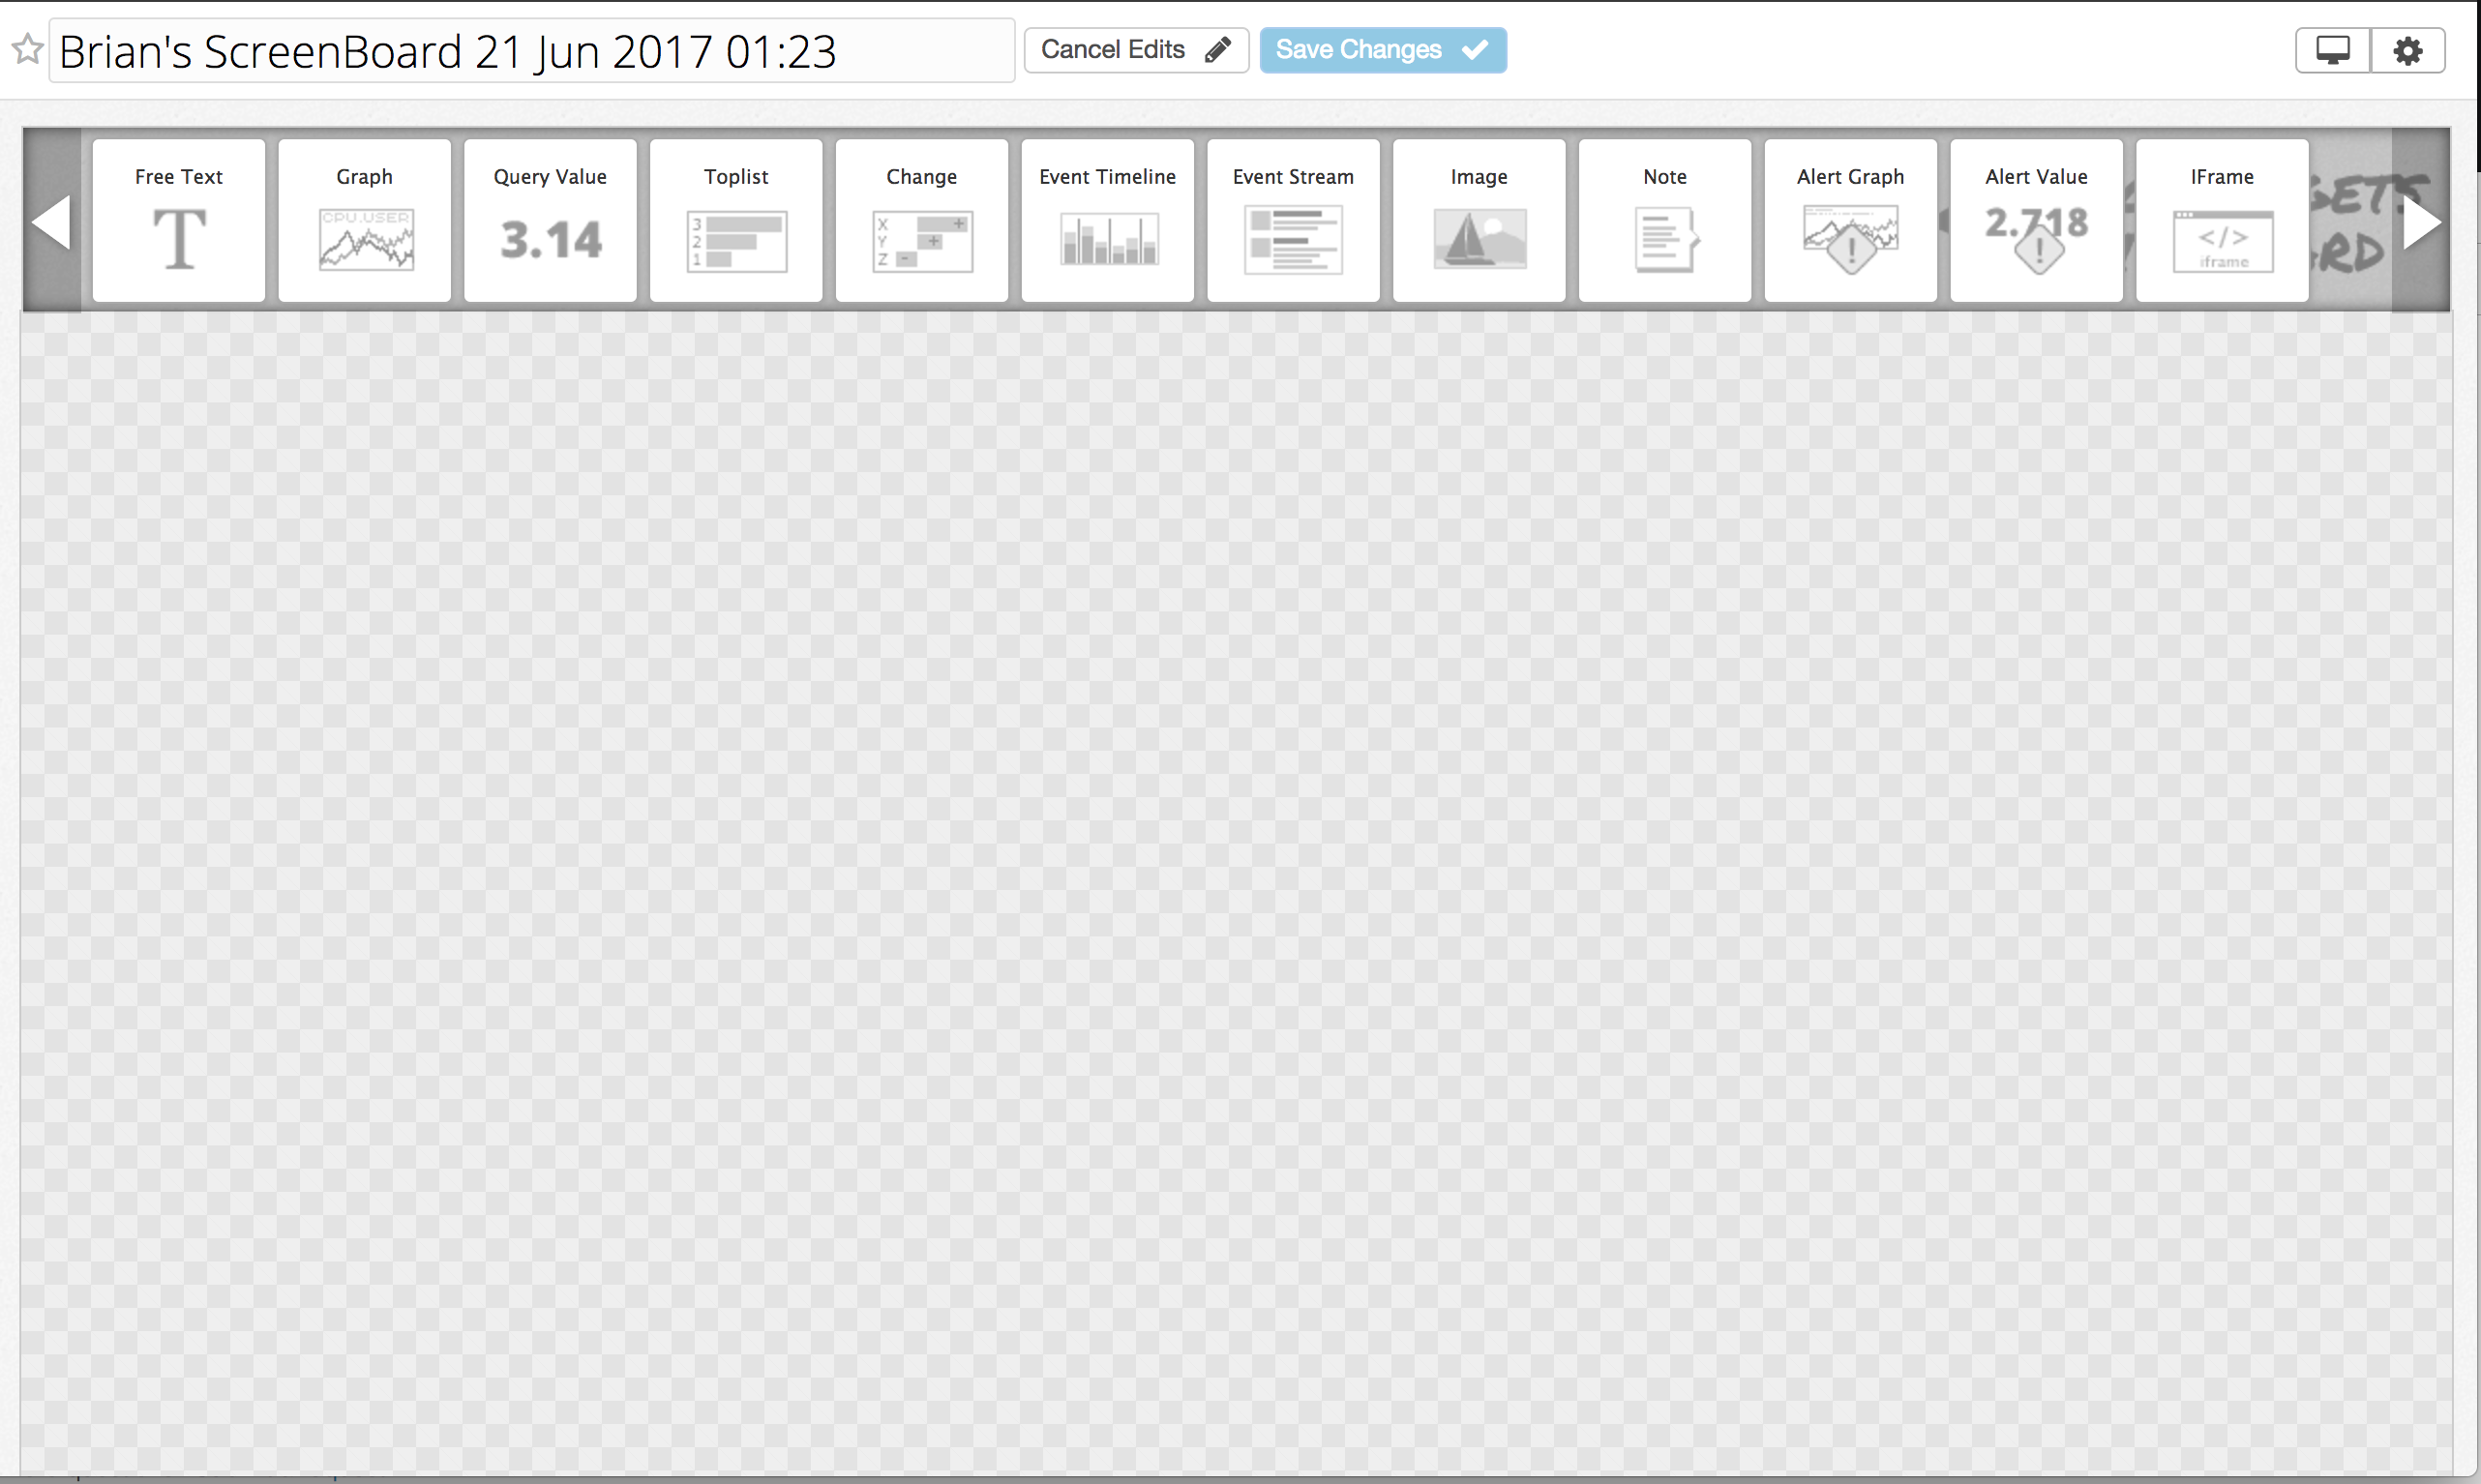 Brian's ScreenBoard 21 Jun 2017 01:23
Cancel Edits
Save Changes
Free Text
Graph
Query Value
Toplist
Change
Event Timeline
Event Stream
Image
Note
Alert Graph
Alert Value
IFrame
T
CPU.USER
3.14
3
2
1
X +
Y +
Z -
!
2.718
!
</>
iframe